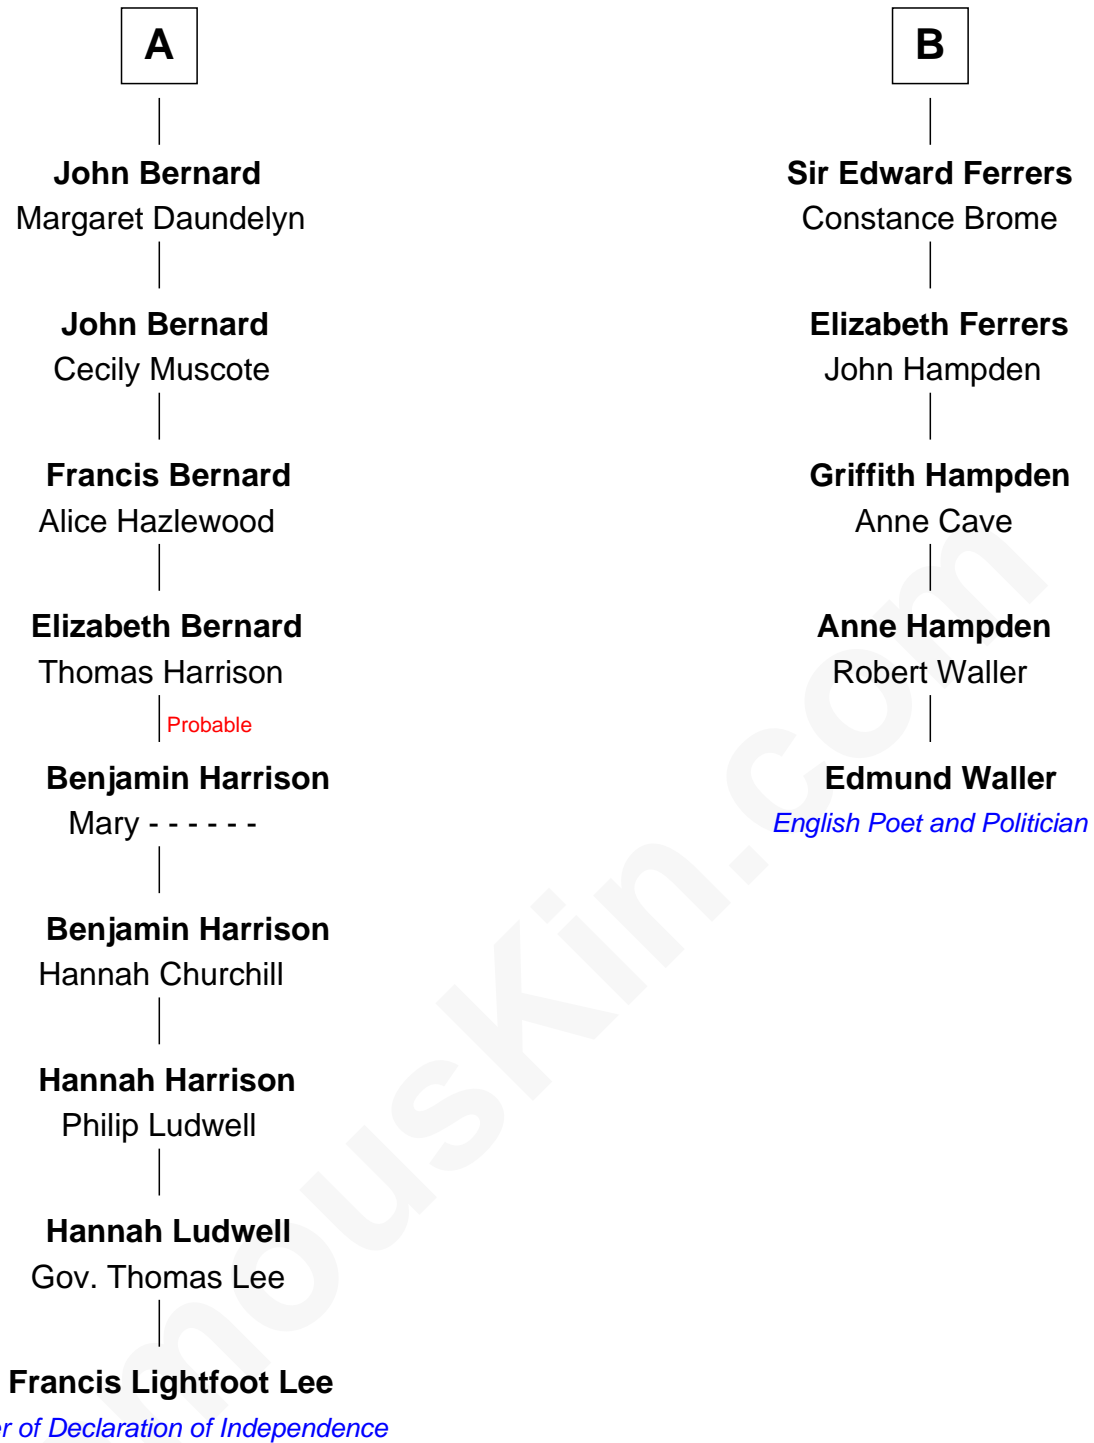 A
John Bernard
Margaret Daundelyn
John Bernard
Cecily Muscote
Francis Bernard
Alice Hazlewood
Elizabeth Bernard
Thomas Harrison
Probable
Benjamin Harrison
Mary - - - - - -
Benjamin Harrison
Hannah Churchill
Hannah Harrison
Philip Ludwell
Hannah Ludwell
Gov. Thomas Lee
Francis Lightfoot Lee
of Declaration of Independence
B
Sir Edward Ferrers
Constance Brome
Elizabeth Ferrers
John Hampden
Griffith Hampden
Anne Cave
Anne Hampden
Robert Waller
Edmund Waller
English Poet and Politician
mousKin.com